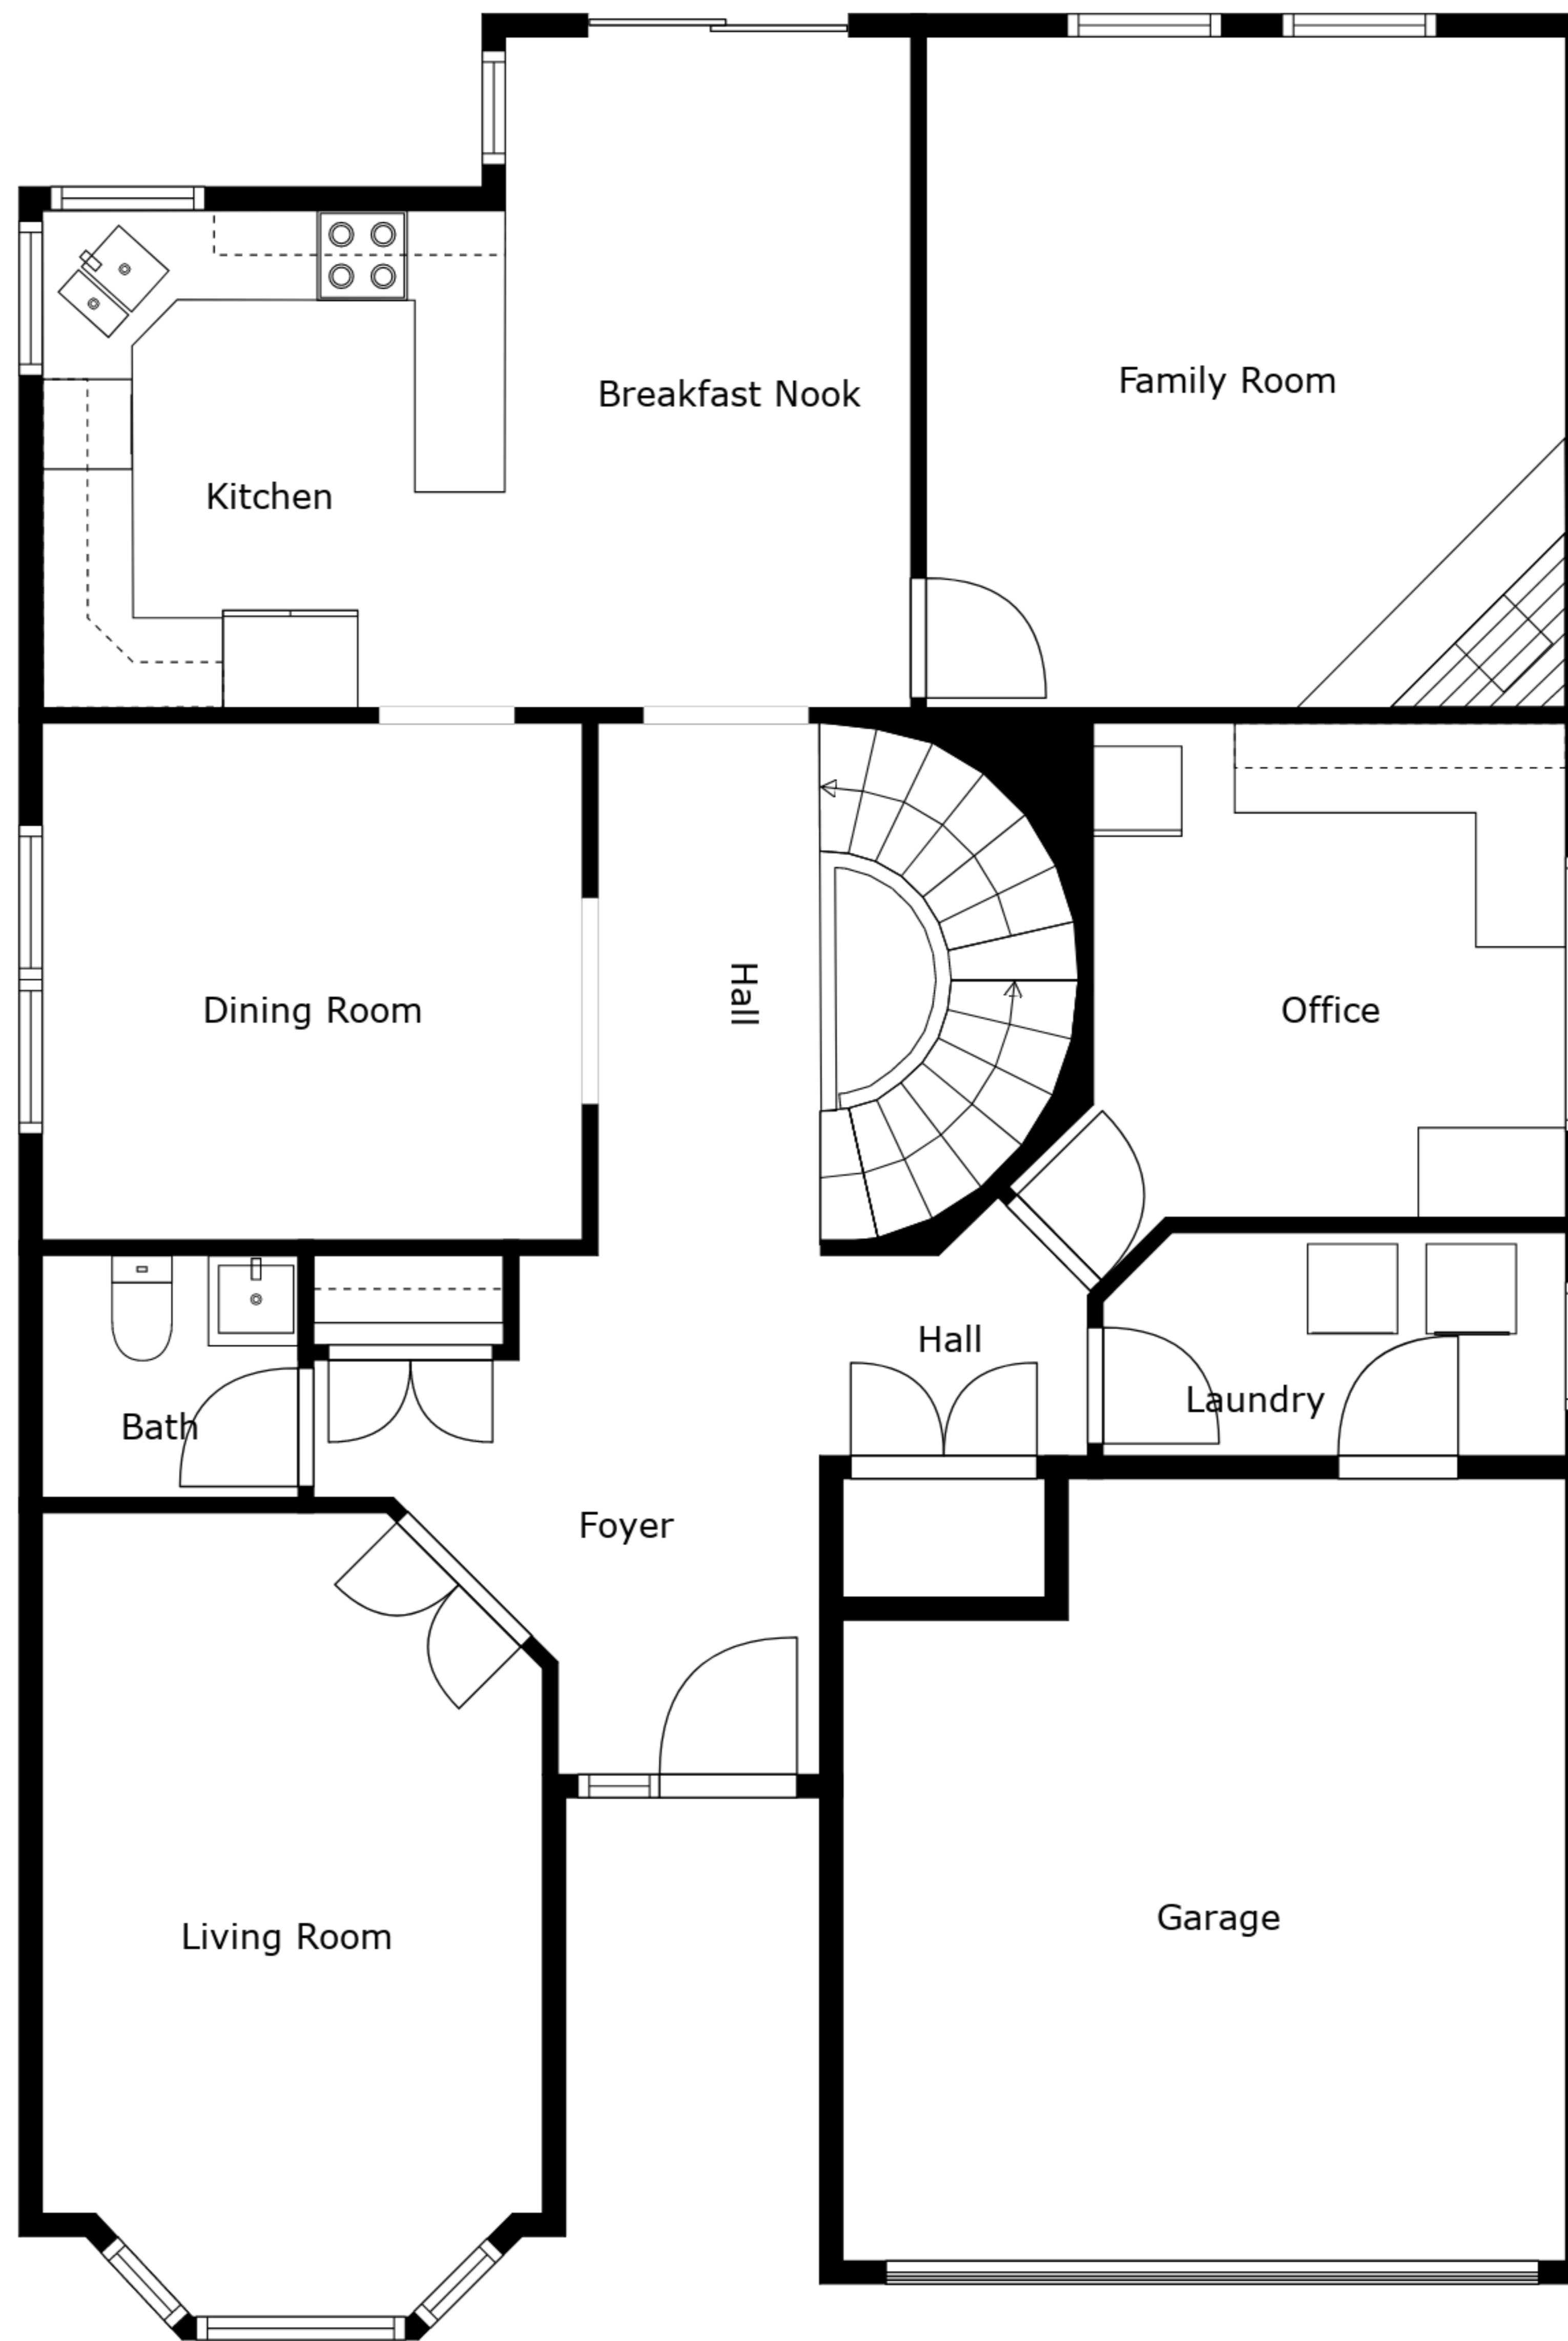 Family Room
Breakfast Nook
Kitchen
Hall
Dining Room
Office
Hall
Laundry
Bath
Foyer
Garage
Living Room